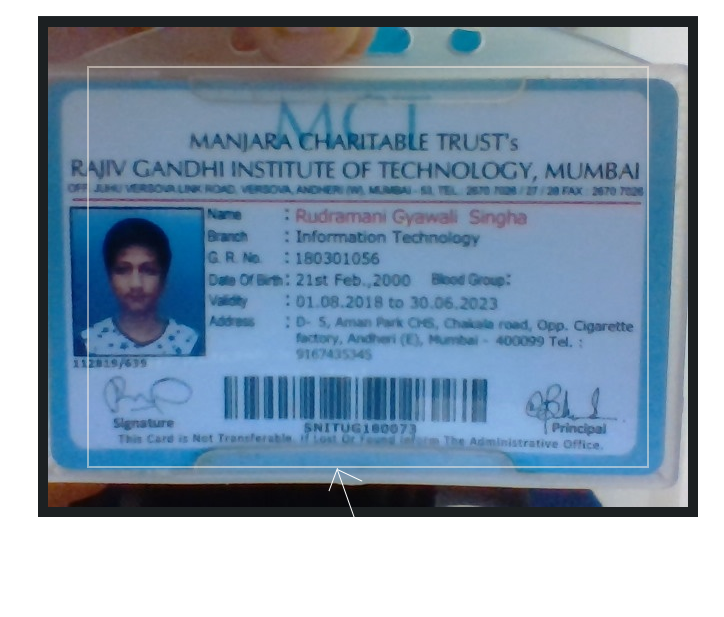 MCT
MANJARA CHARITABLE TRUST's
RAJIV GANDHI INSTITUTE OF TECHNOLOGY, MUMBAI
OFF. JUHU VERSOVA LINK ROAD, VERSOVA, ANDHERI (W), MUMBAI - 53, TEL. 2670 7026 / 27 / 28 FAX : 2670 7026
Name : Rudramani Gyawali Singha
Branch : Information Technology
G. R. No. : 180301056
Date Of Birth : 21st Feb.,2000 Blood Group:
Validity : 01.08.2018 to 30.06.2023
Address : D- 5, Aman Park CHS, Chakala road, Opp. Cigarette
factory, Andheri (E), Mumbai - 400099 Tel. :
9167435345
112819/639
Signature
SNITUG180073
Principal
This Card is Not Transferable, If Lost Or Found Inform The Administrative Office.